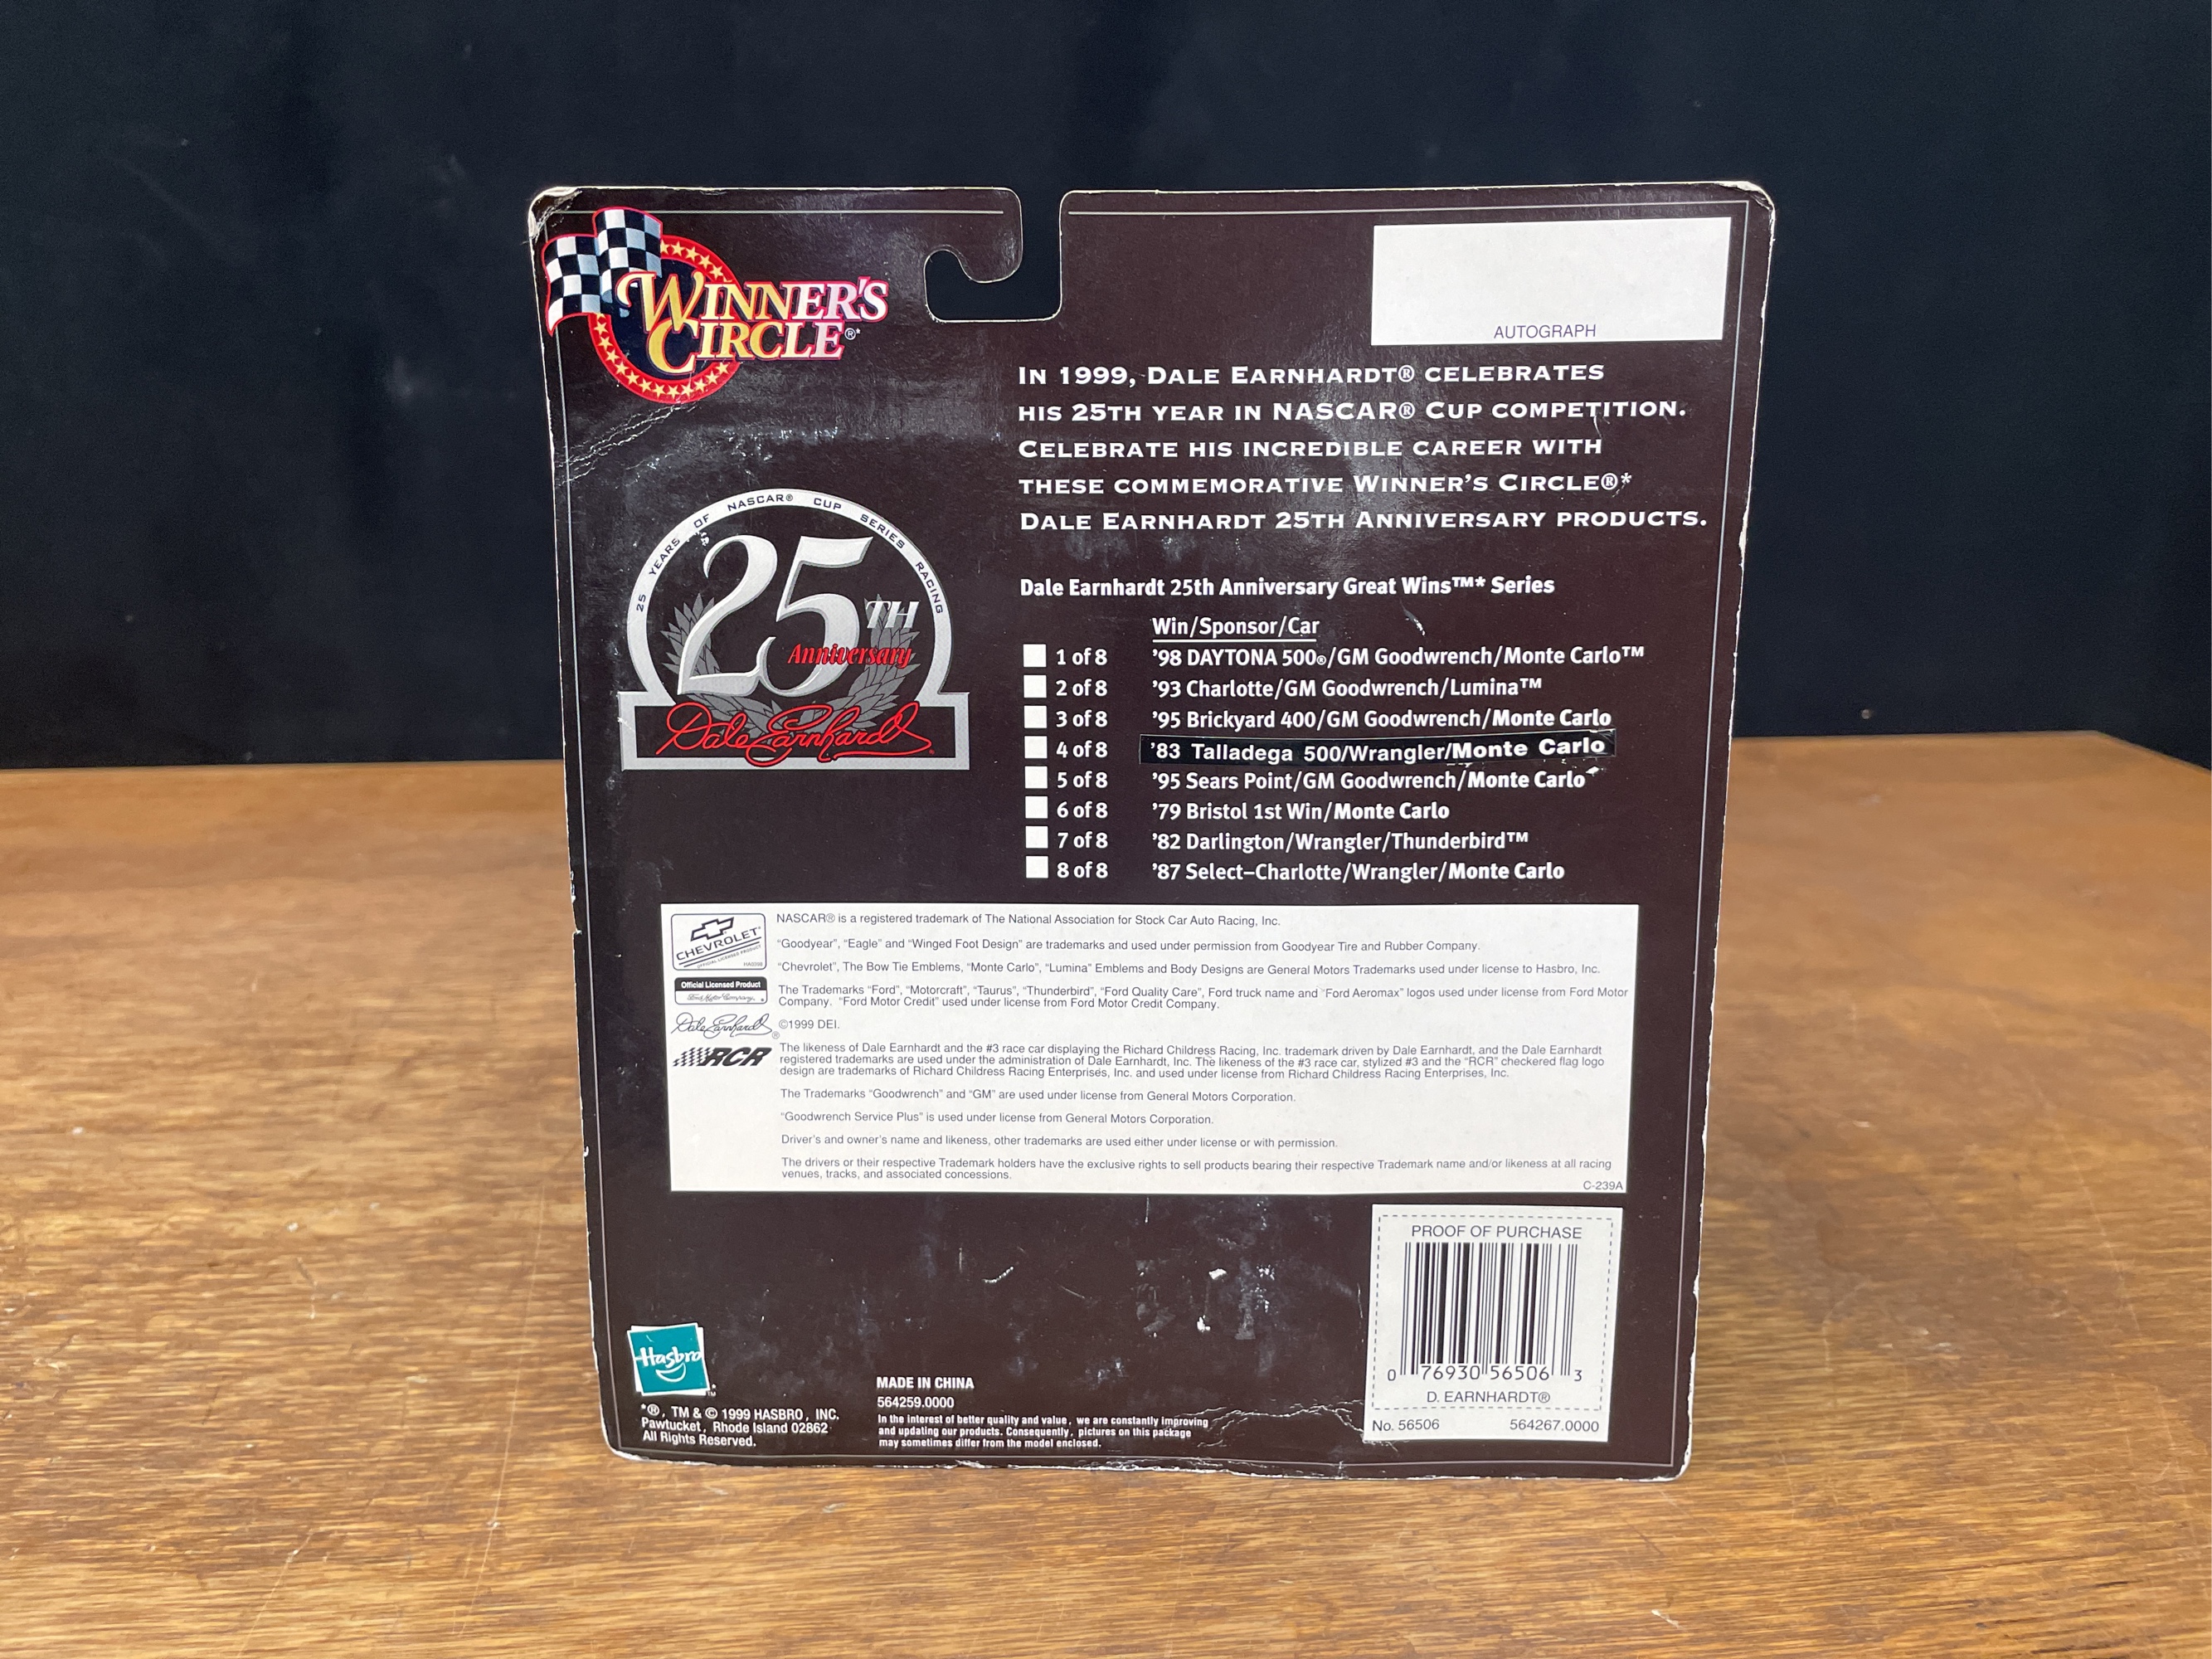 WINNER'S
CIRCLE®*
AUTOGRAPH
IN 1999, DALE EARNHARDT® CELEBRATES
HIS 25TH YEAR IN NASCAR® CUP COMPETITION.
CELEBRATE HIS INCREDIBLE CAREER WITH
THESE COMMEMORATIVE WINNER'S CIRCLE®*
DALE EARNHARDT 25TH ANNIVERSARY PRODUCTS.
25 YEARS OF NASCAR® CUP SERIES RACING
25TH
Anniversary
Dale Earnhardt
Dale Earnhardt 25th Anniversary Great Wins™* Series
Win/Sponsor/Car
1 of 8 '98 DAYTONA 500®/GM Goodwrench/Monte Carlo™
2 of 8 '93 Charlotte/GM Goodwrench/Lumina™
3 of 8 '95 Brickyard 400/GM Goodwrench/Monte Carlo
4 of 8 '83 Talladega 500/Wrangler/Monte Carlo
5 of 8 '95 Sears Point/GM Goodwrench/Monte Carlo
6 of 8 '79 Bristol 1st Win/Monte Carlo
7 of 8 '82 Darlington/Wrangler/Thunderbird™
8 of 8 '87 Select–Charlotte/Wrangler/Monte Carlo
CHEVROLET
OFFICIAL LICENSED PRODUCT
NASCAR® is a registered trademark of The National Association for Stock Car Auto Racing, Inc.
"Goodyear", "Eagle" and "Winged Foot Design" are trademarks and used under permission from Goodyear Tire and Rubber Company.
"Chevrolet", The Bow Tie Emblems, "Monte Carlo", "Lumina" Emblems and Body Designs are General Motors Trademarks used under license to Hasbro, Inc.
Official Licensed Product
Ford Motor Company
The Trademarks "Ford", "Motorcraft", "Taurus", "Thunderbird", "Ford Quality Care", Ford truck name and "Ford Aeromax" logos used under license from Ford Motor
Company. "Ford Motor Credit" used under license from Ford Motor Credit Company.
Dale Earnhardt® ©1999 DEI.
RCR
The likeness of Dale Earnhardt and the #3 race car displaying the Richard Childress Racing, Inc. trademark driven by Dale Earnhardt, and the Dale Earnhardt
registered trademarks are used under the administration of Dale Earnhardt, Inc. The likeness of the #3 race car, stylized #3 and the "RCR" checkered flag logo
design are trademarks of Richard Childress Racing Enterprises, Inc. and used under license from Richard Childress Racing Enterprises, Inc.
The Trademarks "Goodwrench" and "GM" are used under license from General Motors Corporation.
"Goodwrench Service Plus" is used under license from General Motors Corporation.
Driver's and owner's name and likeness, other trademarks are used either under license or with permission.
The drivers or their respective Trademark holders have the exclusive rights to sell products bearing their respective Trademark name and/or likeness at all racing
venues, tracks, and associated concessions.
C-239A
PROOF OF PURCHASE
0 76930 56506 3
D. EARNHARDT®
No. 56506 564267.0000
Hasbro
™*
*®, TM & © 1999 HASBRO, INC.
Pawtucket, Rhode Island 02862
All Rights Reserved.
MADE IN CHINA
564259.0000
In the interest of better quality and value, we are constantly improving
and updating our products. Consequently, pictures on this package
may sometimes differ from the model enclosed.